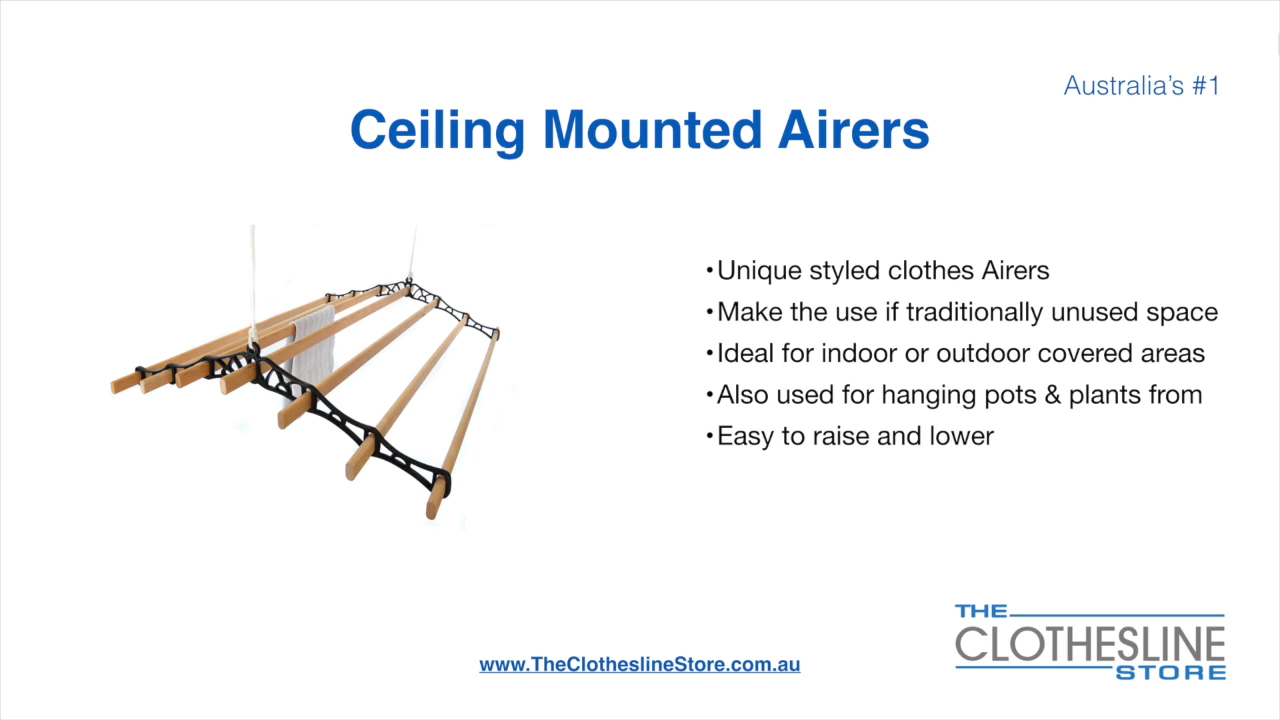 Australia's #1
Ceiling Mounted Airers
•Unique styled clothes Airers
•Make the use if traditionally unused space
•Ideal for indoor or outdoor covered areas
•Also used for hanging pots & plants from
•Easy to raise and lower
www.TheClotheslineStore.com.au
THE
CLOTHESLINE
STORE